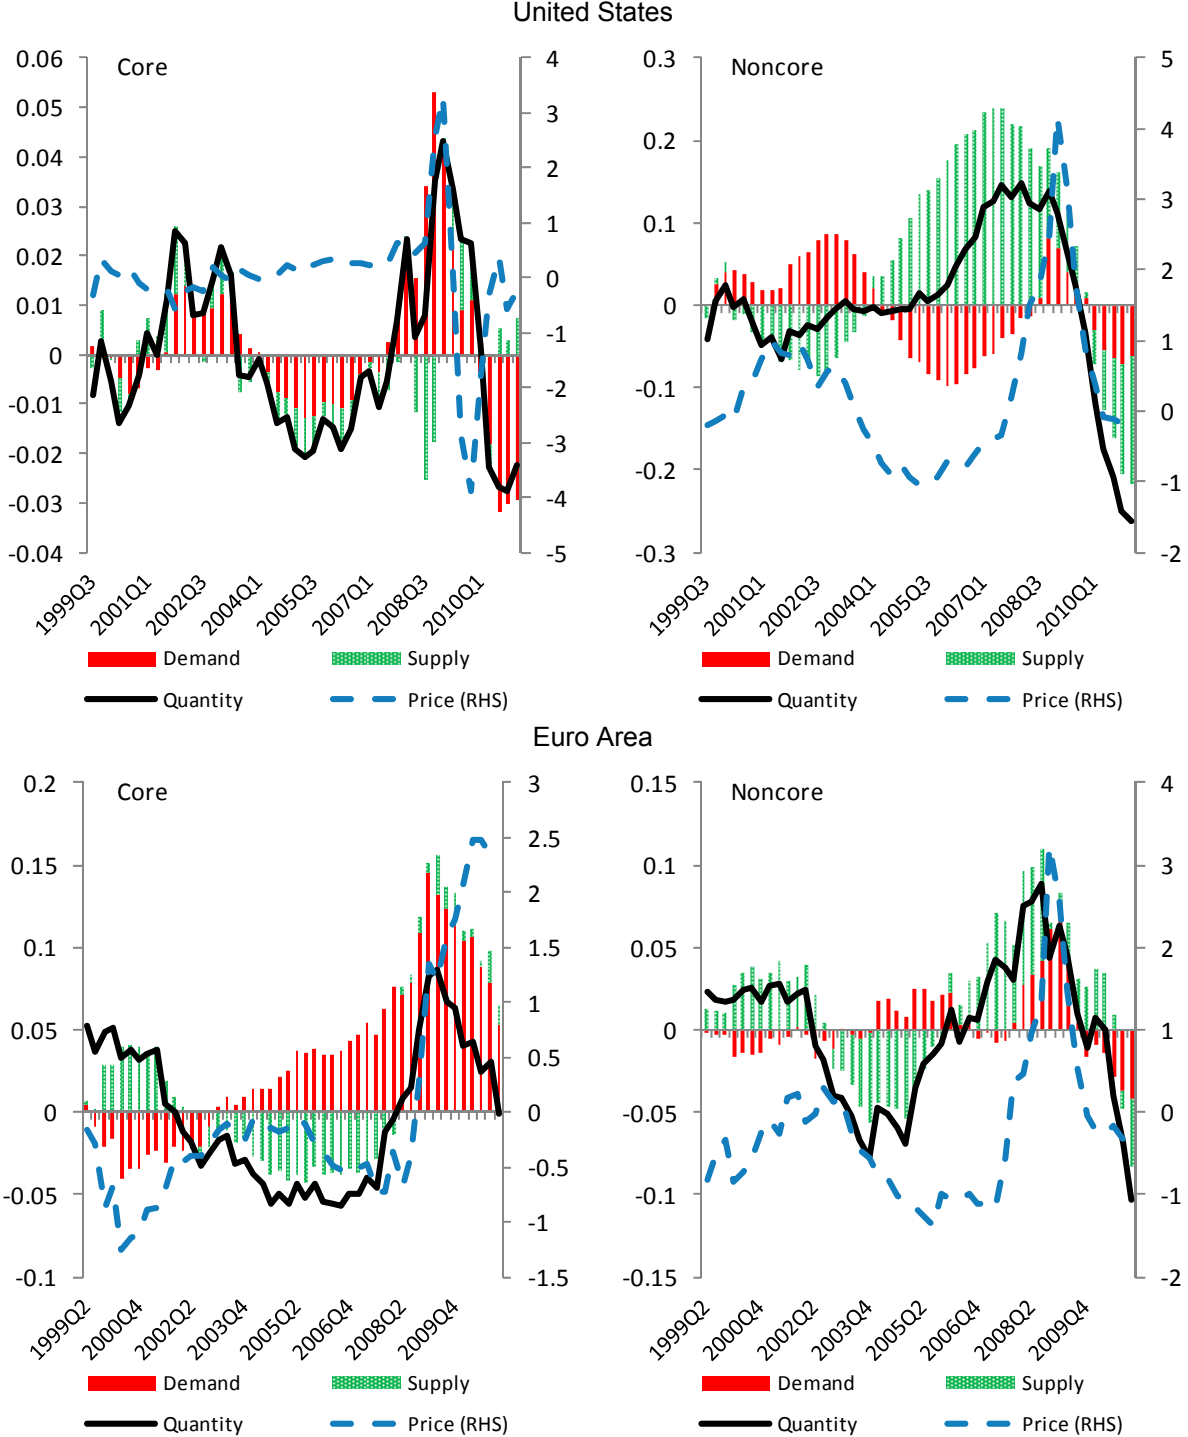 United States
Core
0.06
0.05
0.04
0.03
0.02
0.01
0
-0.01
-0.02
-0.03
-0.04
4
3
2
1
0
-1
-2
-3
-4
-5
1999Q3
2001Q1
2002Q3
2004Q1
2005Q3
2007Q1
2008Q3
2010Q1
Demand
Supply
Quantity
Price (RHS)
Noncore
0.3
0.2
0.1
0
-0.1
-0.2
-0.3
5
4
3
2
1
0
-1
-2
1999Q3
2001Q1
2002Q3
2004Q1
2005Q3
2007Q1
2008Q3
2010Q1
Demand
Supply
Quantity
Price (RHS)
Euro Area
Core
0.2
0.15
0.1
0.05
0
-0.05
-0.1
3
2.5
2
1.5
1
0.5
0
-0.5
-1
-1.5
1999Q2
2000Q4
2002Q2
2003Q4
2005Q2
2006Q4
2008Q2
2009Q4
Demand
Supply
Quantity
Price (RHS)
Noncore
0.15
0.1
0.05
0
-0.05
-0.1
-0.15
4
3
2
1
0
-1
-2
1999Q2
2000Q4
2002Q2
2003Q4
2005Q2
2006Q4
2008Q2
2009Q4
Demand
Supply
Quantity
Price (RHS)